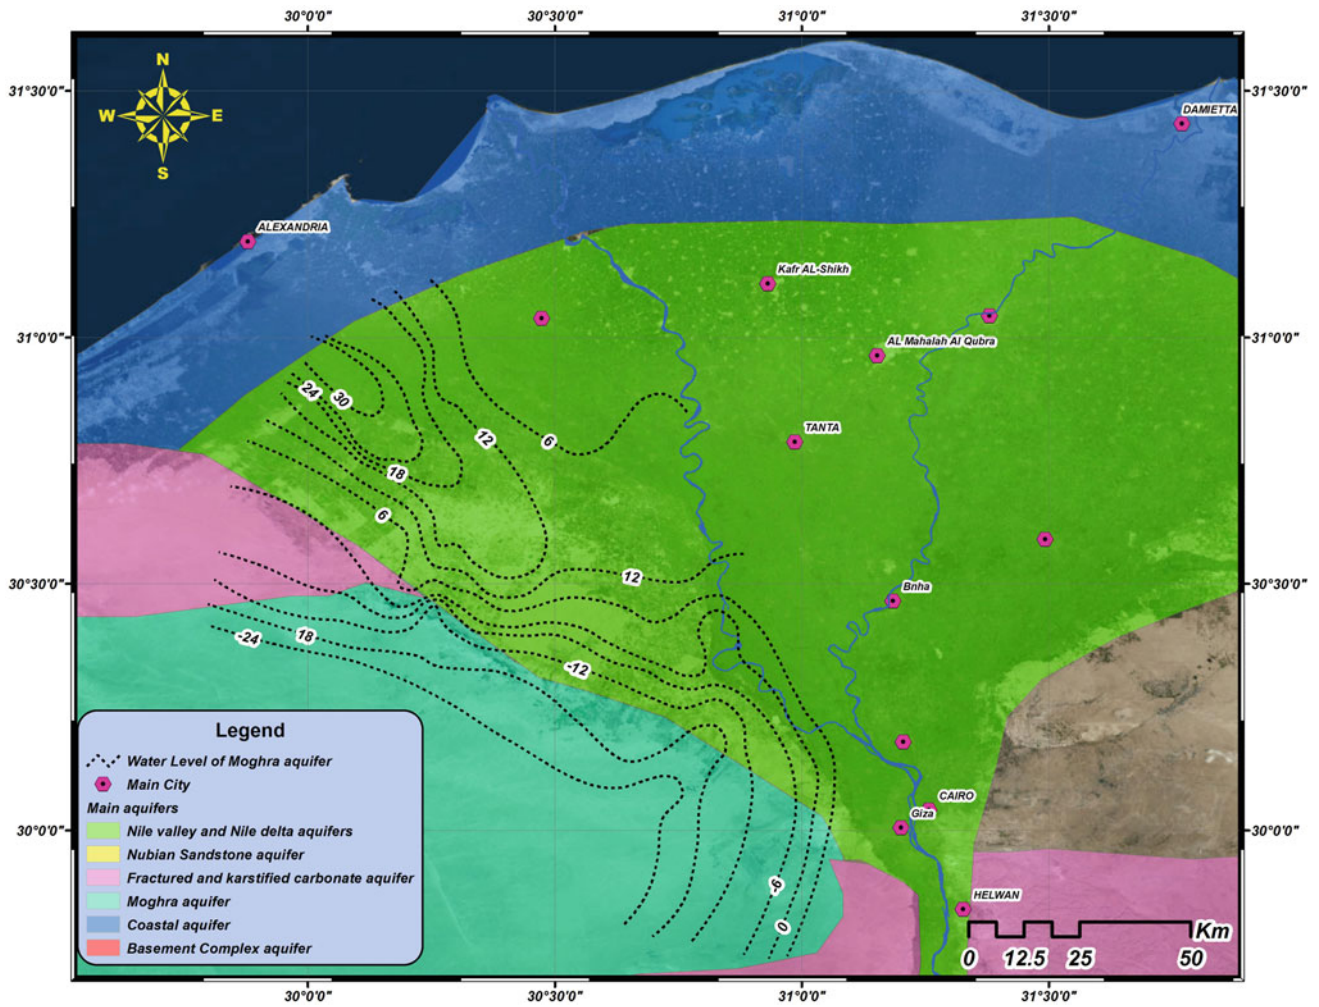 30°0'0" 30°30'0" 31°0'0" 31°30'0"
N
W E
S
31°30'0" 31°30'0"
DAMIETTA
ALEXANDRIA
Kafr AL-Shikh
31°0'0" 31°0'0"
AL Mahalah Al Qubra
24 30
TANTA
12 6
18
6
30°30'0" 30°30'0"
12
Bnha
-24 18
-12
Legend
Water Level of Moghra aquifer
Main City
Main aquifers
Nile valley and Nile delta aquifers
Nubian Sandstone aquifer
Fractured and karstified carbonate aquifer
Moghra aquifer
Coastal aquifer
Basement Complex aquifer
CAIRO
Giza
30°0'0" 30°0'0"
-6
HELWAN
0
Km
0 12.5 25 50
30°0'0" 30°30'0" 31°0'0" 31°30'0"